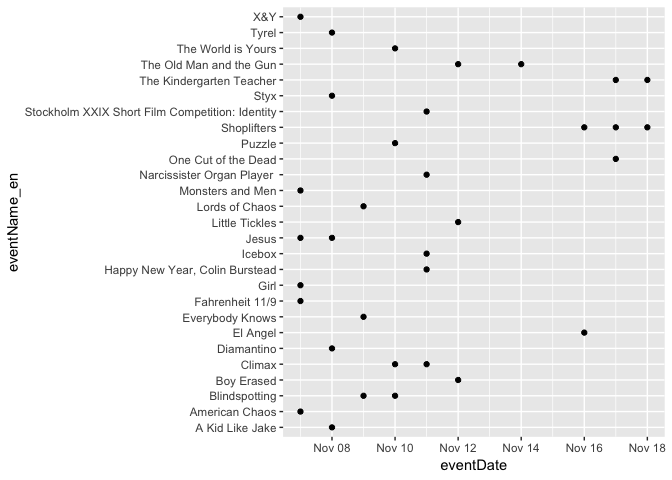 X&Y
Tyrel
The World is Yours
The Old Man and the Gun
The Kindergarten Teacher
Styx
Stockholm XXIX Short Film Competition: Identity
Shoplifters
Puzzle
One Cut of the Dead
Narcissister Organ Player
Monsters and Men
Lords of Chaos
Little Tickles
Jesus
Icebox
Happy New Year, Colin Burstead
Girl
Fahrenheit 11/9
Everybody Knows
El Angel
Diamantino
Climax
Boy Erased
Blindspotting
American Chaos
A Kid Like Jake
eventName_en
Nov 08 Nov 10 Nov 12 Nov 14 Nov 16 Nov 18
eventDate